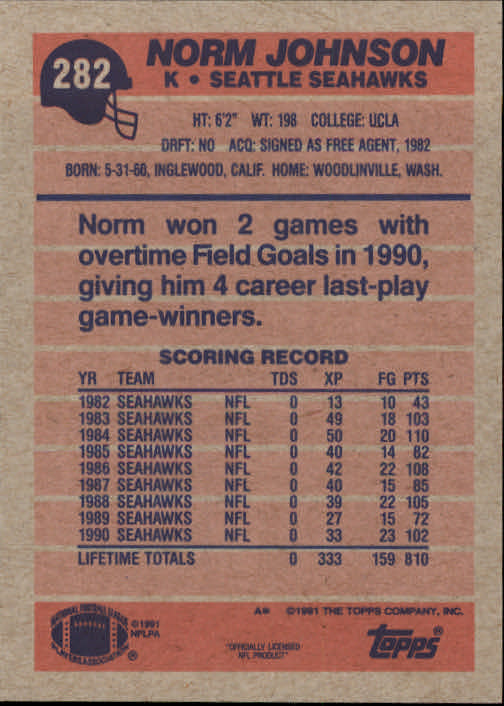 282
NORM JOHNSON
K • SEATTLE SEAHAWKS
HT: 6'2" WT: 198 COLLEGE: UCLA
DRFT: NO ACQ: SIGNED AS FREE AGENT, 1982
BORN: 5-31-60, INGLEWOOD, CALIF. HOME: WOODLINVILLE, WASH.
Norm won 2 games with
overtime Field Goals in 1990,
giving him 4 career last-play
game-winners.
SCORING RECORD
YR TEAM TDS XP FG PTS
1982 SEAHAWKS NFL 0 13 10 43
1983 SEAHAWKS NFL 0 49 18 103
1984 SEAHAWKS NFL 0 50 20 110
1985 SEAHAWKS NFL 0 40 14 82
1986 SEAHAWKS NFL 0 42 22 108
1987 SEAHAWKS NFL 0 40 15 85
1988 SEAHAWKS NFL 0 39 22 105
1989 SEAHAWKS NFL 0 27 15 72
1990 SEAHAWKS NFL 0 33 23 102
LIFETIME TOTALS 0 333 159 810
A* ©1991 THE TOPPS COMPANY, INC.
NATIONAL FOOTBALL LEAGUE
PLAYERS ASSOCIATION ®
©1991
NFLPA
"OFFICIALLY LICENSED
NFL PRODUCT"
topps®